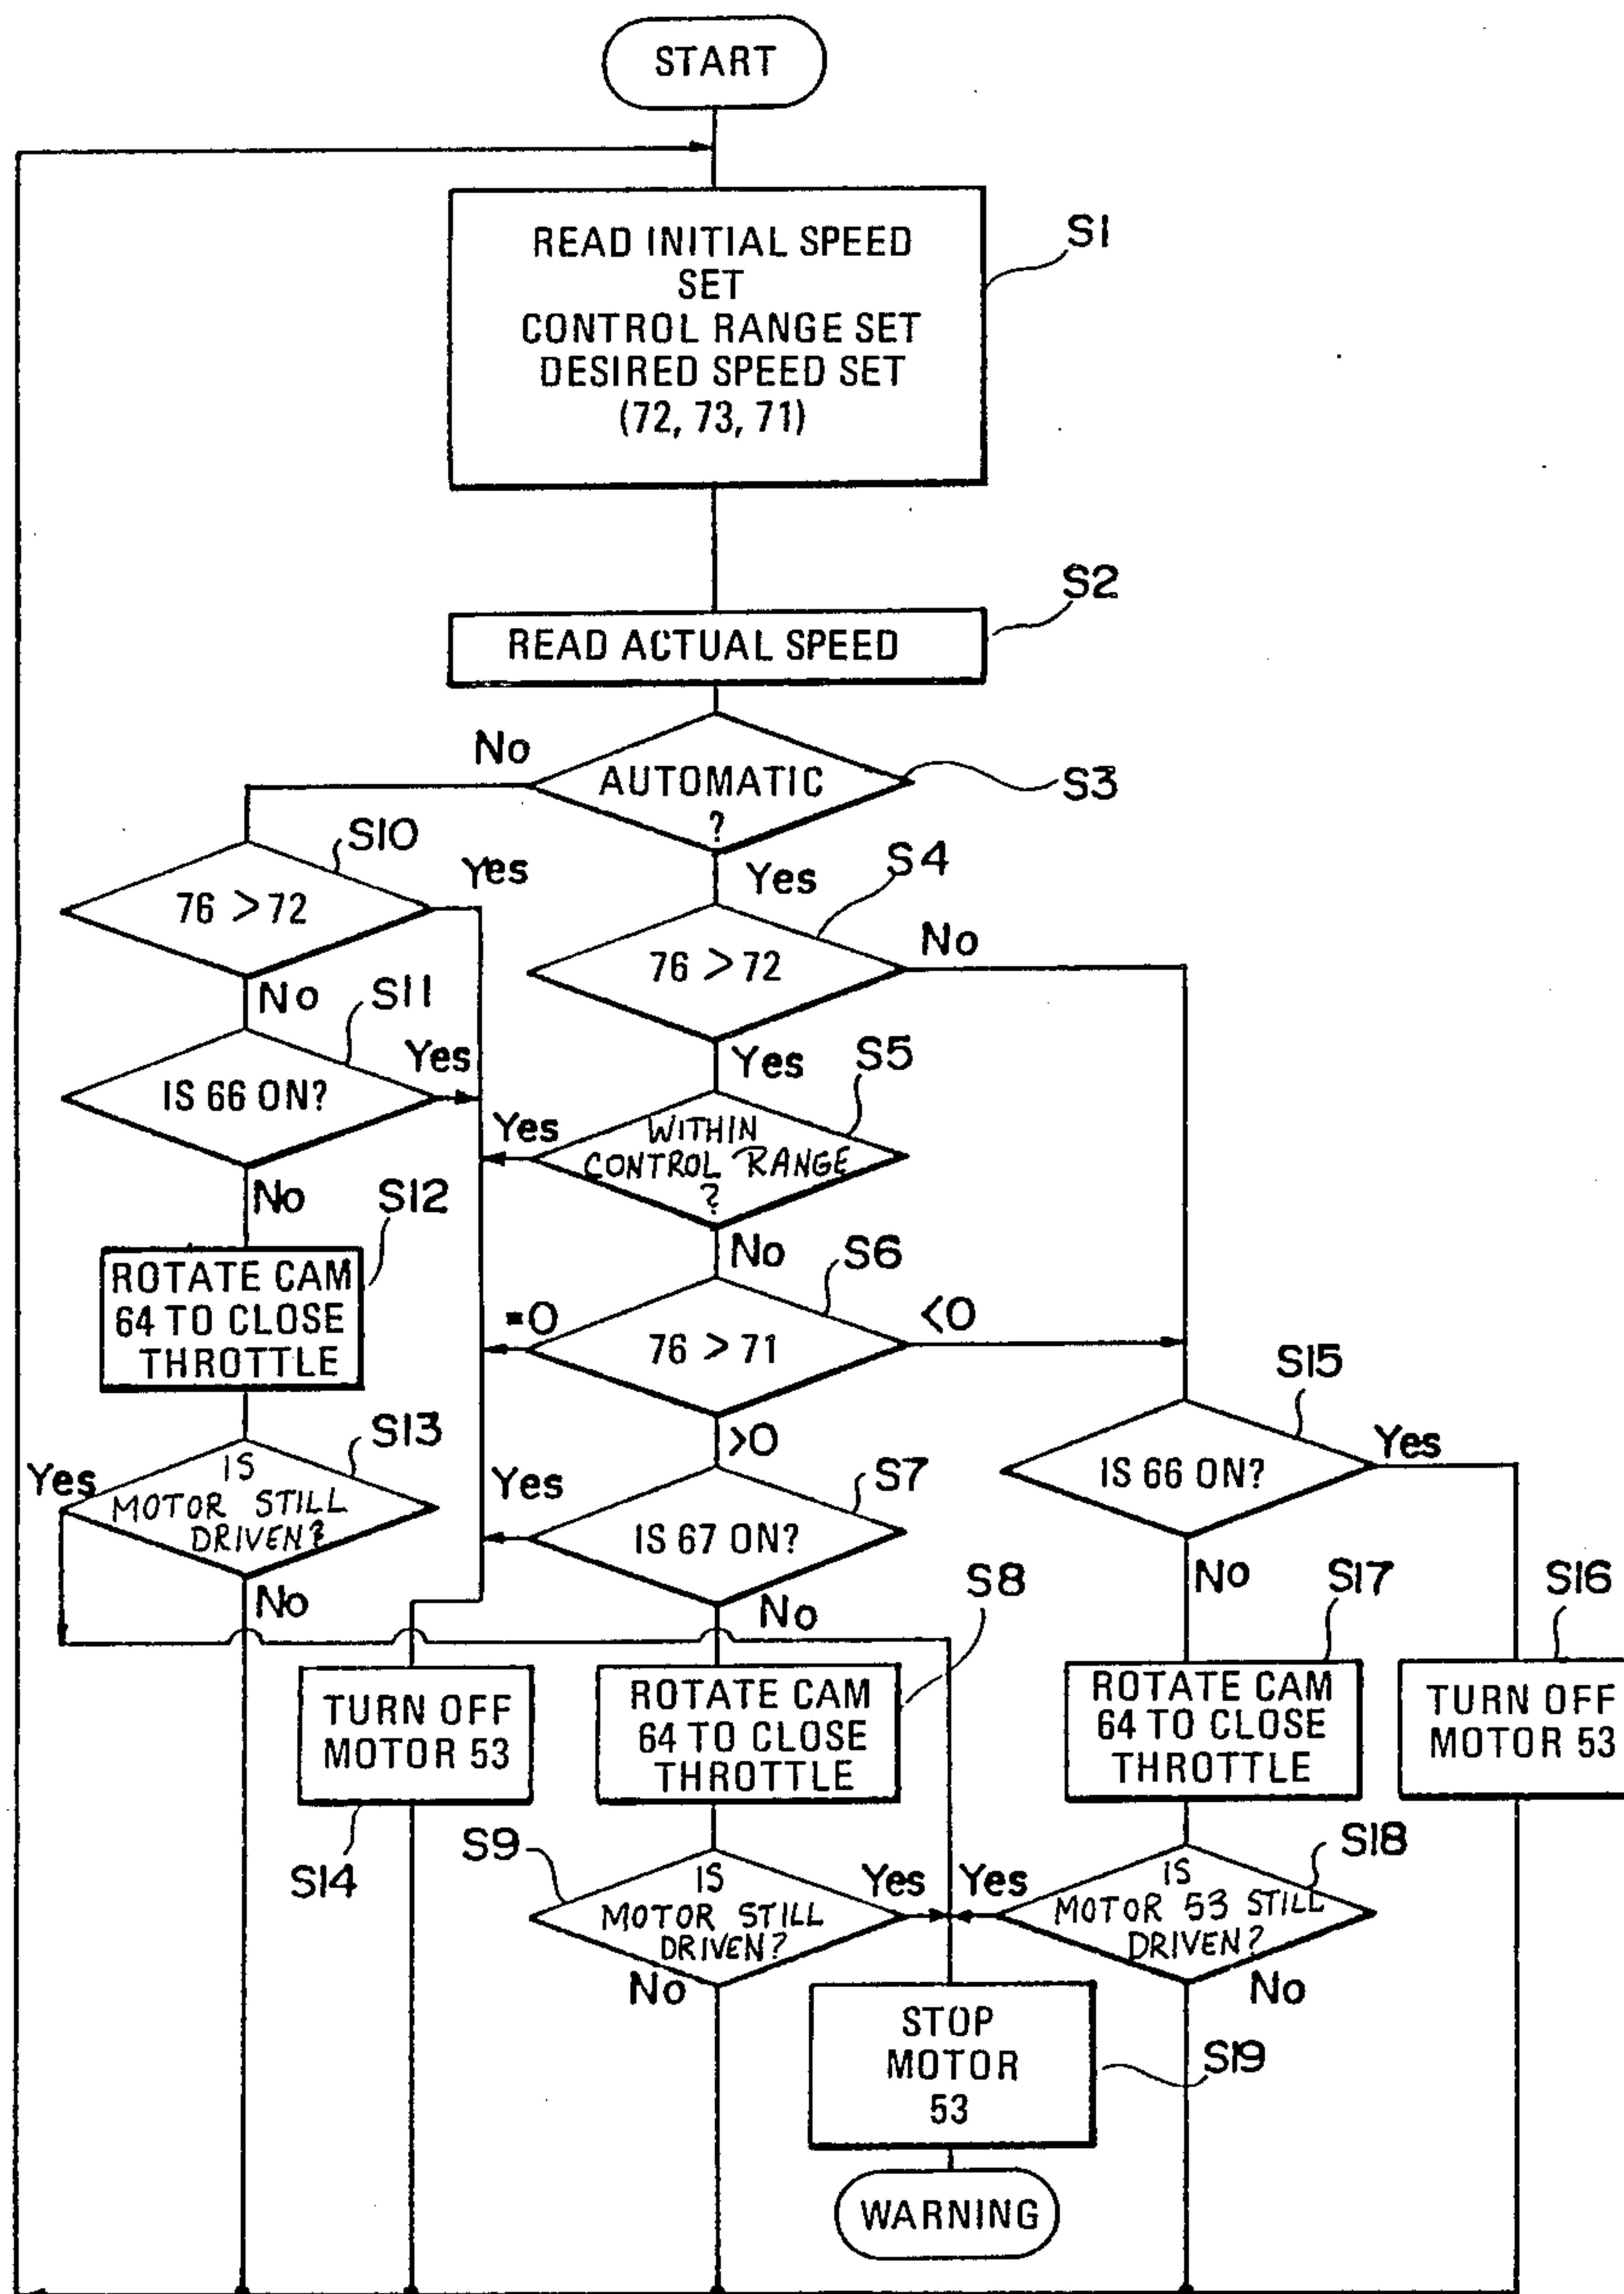 START
READ INITIAL SPEED
SET
CONTROL RANGE SET
DESIRED SPEED SET
(72, 73, 71)
S1
READ ACTUAL SPEED
S2
No
AUTOMATIC
?
S3
Yes
S10
76 > 72
Yes
No
S4
76 > 72
No
Yes
S11
IS 66 ON?
Yes
No
S5
WITHIN
CONTROL RANGE
?
Yes
No
S12
ROTATE CAM
64 TO CLOSE
THROTTLE
S6
76 > 71
=0
<0
>0
S13
IS
MOTOR STILL
DRIVEN?
Yes
No
S7
IS 67 ON?
Yes
No
S15
IS 66 ON?
Yes
No
S14
TURN OFF
MOTOR 53
S8
ROTATE CAM
64 TO CLOSE
THROTTLE
S17
ROTATE CAM
64 TO CLOSE
THROTTLE
S16
TURN OFF
MOTOR 53
S9
IS
MOTOR STILL
DRIVEN?
Yes
No
S18
IS
MOTOR 53 STILL
DRIVEN?
Yes
No
STOP
MOTOR
53
S19
WARNING